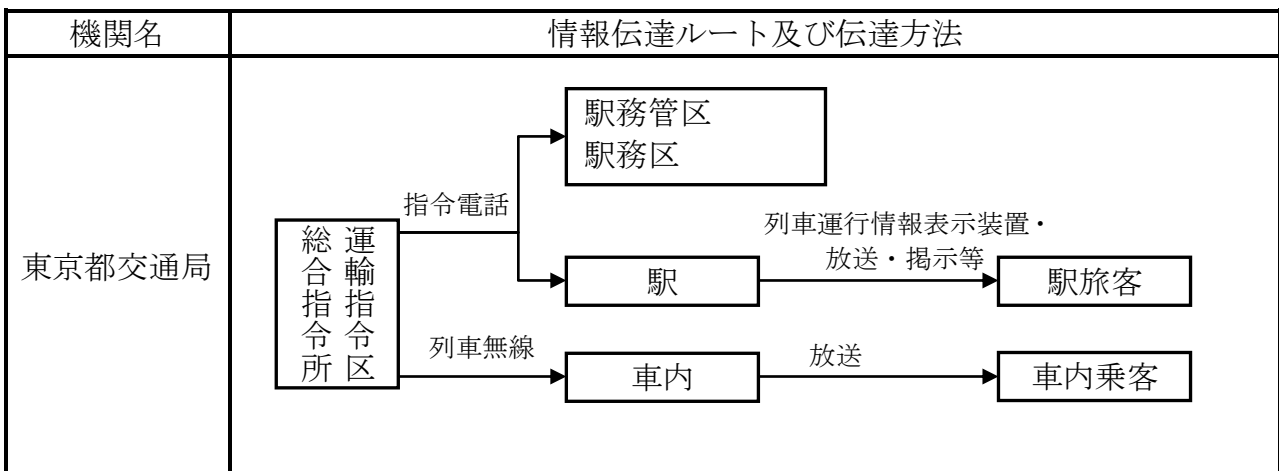 機関名
情報伝達ルート及び伝達方法
東京都交通局
運輸指令区
総合指令所
指令電話
駅務管区
駅務区
駅
列車運行情報表示装置・
放送・掲示等
駅旅客
列車無線
車内
放送
車内乗客